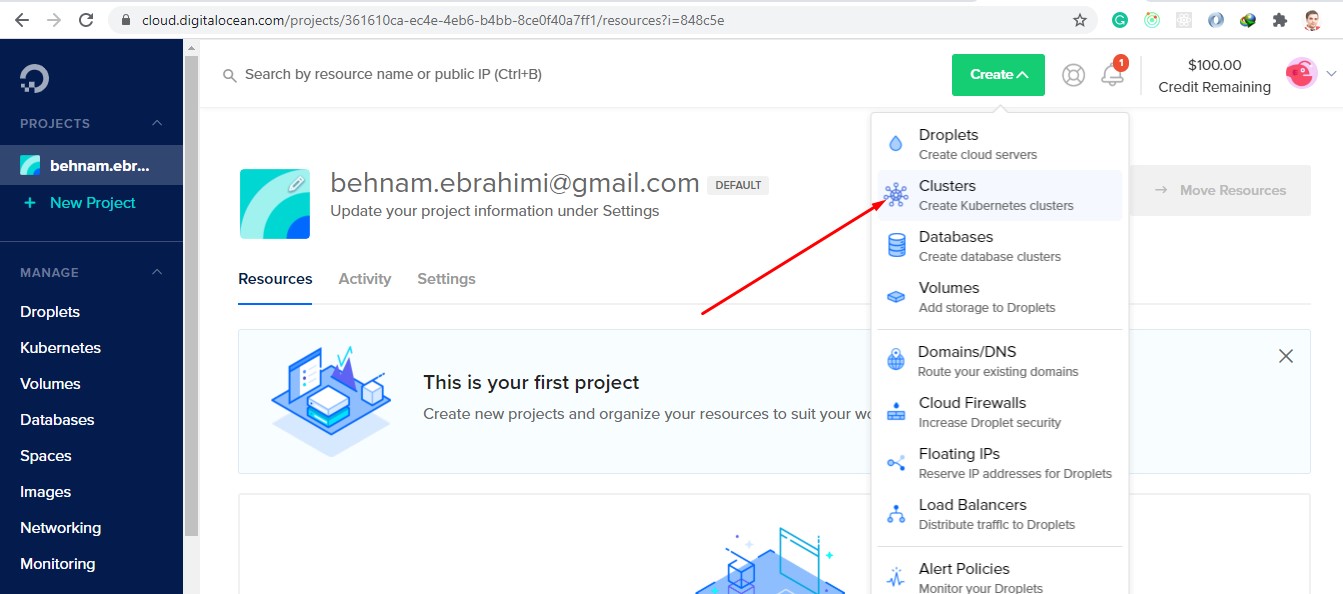 cloud.digitalocean.com/projects/361610ca-ec4e-4eb6-b4bb-8ce0f40a7ff1/resources?i=848c5e
Search by resource name or public IP (Ctrl+B)
Create
1
$100.00
Credit Remaining
PROJECTS
behnam.ebr...
New Project
MANAGE
Droplets
Kubernetes
Volumes
Databases
Spaces
Images
Networking
Monitoring
behnam.ebrahimi@gmail.com DEFAULT
Update your project information under Settings
Move Resources
Resources Activity Settings
This is your first project
Create new projects and organize your resources to suit your wo
Droplets
Create cloud servers
Clusters
Create Kubernetes clusters
Databases
Create database clusters
Volumes
Add storage to Droplets
Domains/DNS
Route your existing domains
Cloud Firewalls
Increase Droplet security
Floating IPs
Reserve IP addresses for Droplets
Load Balancers
Distribute traffic to Droplets
Alert Policies
Monitor your Droplets